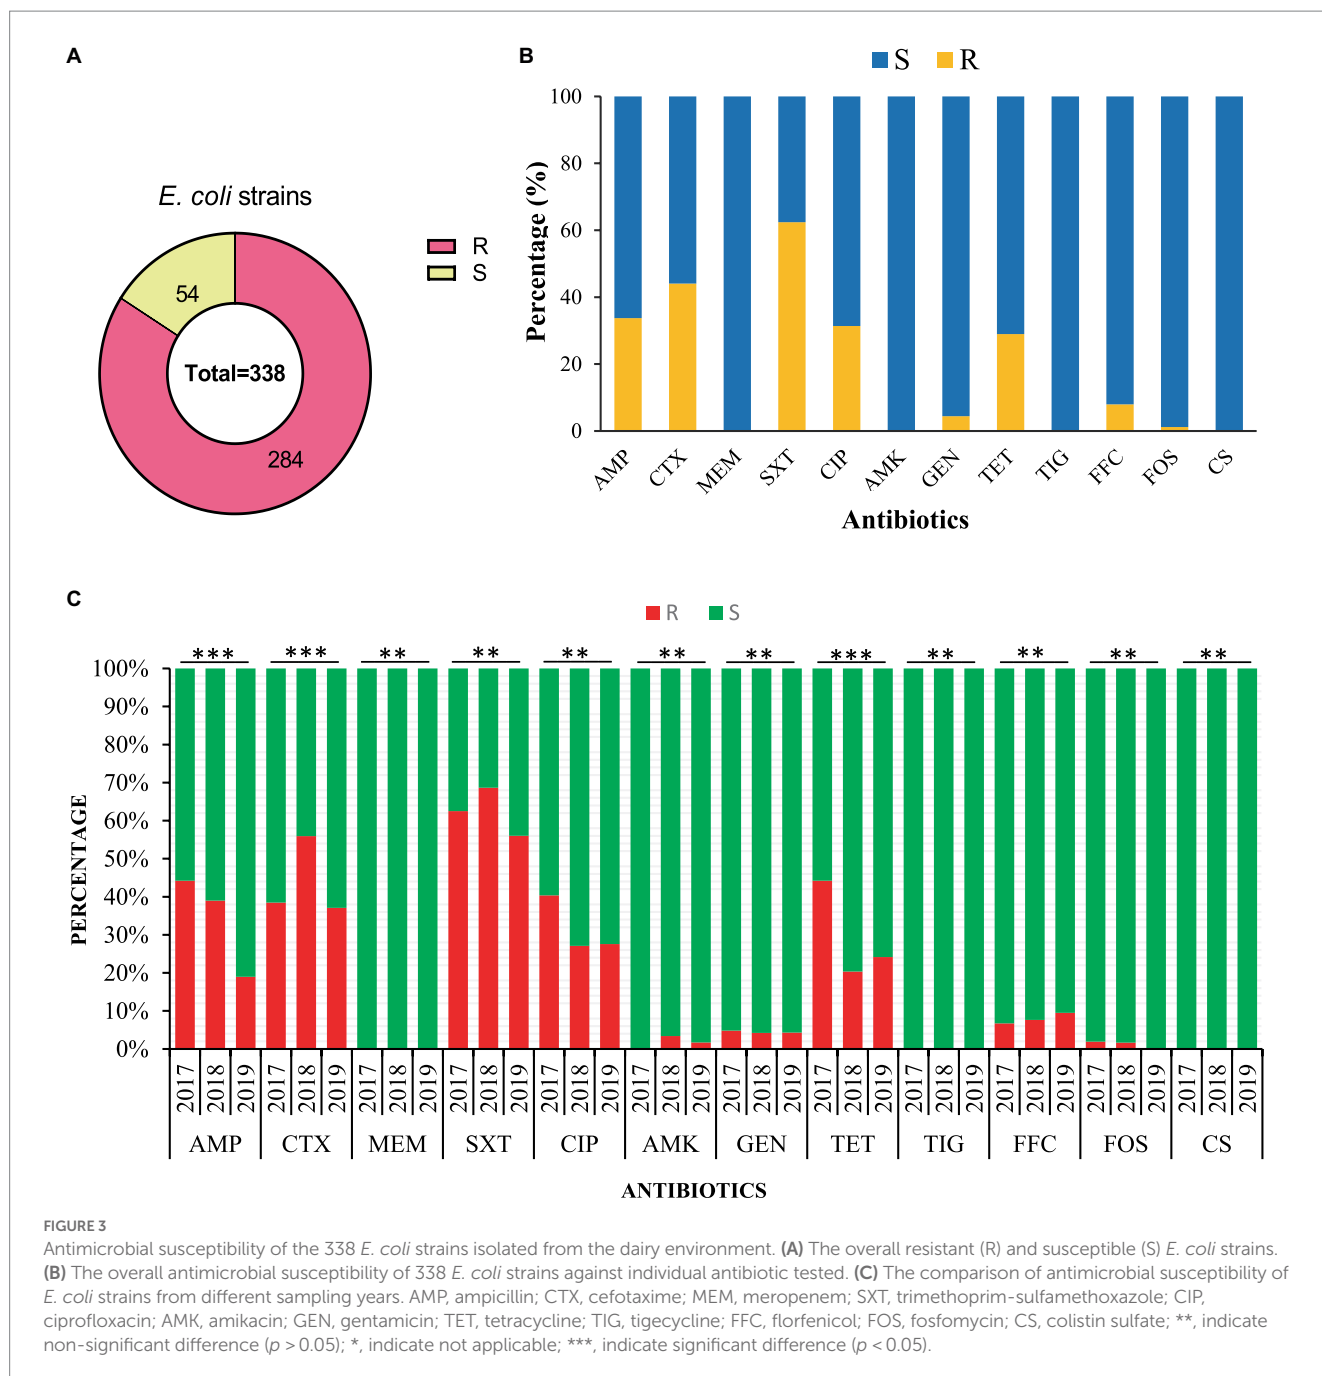 A
E. coli strains
R
S
54
Total=338
284
B
S R
100
80
60
40
20
0
Percentage (%)
AMP CTX MEM SXT CIP AMK GEN TET TIG FFC FOS CS
Antibiotics
C
R S
*** *** ** ** ** ** ** *** ** ** ** **
100%
90%
80%
70%
60%
50%
40%
30%
20%
10%
0%
PERCENTAGE
2017 2018 2019 2017 2018 2019 2017 2018 2019 2017 2018 2019 2017 2018 2019 2017 2018 2019 2017 2018 2019 2017 2018 2019 2017 2018 2019 2017 2018 2019 2017 2018 2019 2017 2018 2019
AMP CTX MEM SXT CIP AMK GEN TET TIG FFC FOS CS
ANTIBIOTICS
FIGURE 3
Antimicrobial susceptibility of the 338 E. coli strains isolated from the dairy environment. (A) The overall resistant (R) and susceptible (S) E. coli strains.
(B) The overall antimicrobial susceptibility of 338 E. coli strains against individual antibiotic tested. (C) The comparison of antimicrobial susceptibility of
E. coli strains from different sampling years. AMP, ampicillin; CTX, cefotaxime; MEM, meropenem; SXT, trimethoprim-sulfamethoxazole; CIP,
ciprofloxacin; AMK, amikacin; GEN, gentamicin; TET, tetracycline; TIG, tigecycline; FFC, florfenicol; FOS, fosfomycin; CS, colistin sulfate; **, indicate
non-significant difference (p > 0.05); *, indicate not applicable; ***, indicate significant difference (p < 0.05).